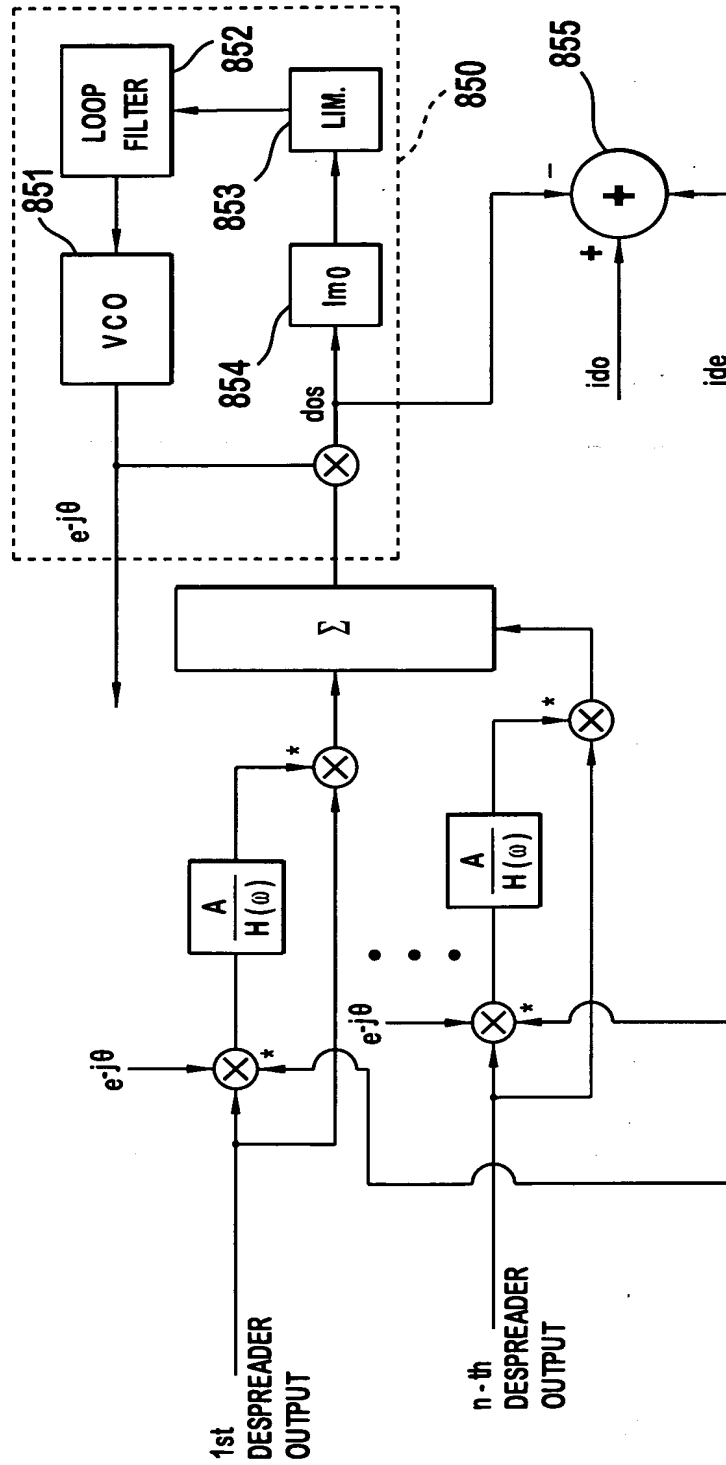 1st
DESPREADER
OUTPUT
n - th
DESPREADER
OUTPUT
e-jθ
*
A
H(ω)
*
e-jθ
*
A
H(ω)
*
Σ
e-jθ
dos
VCO
851
LOOP
FILTER
852
LIM.
853
Im()
854
850
855
+
+
-
ido
ide